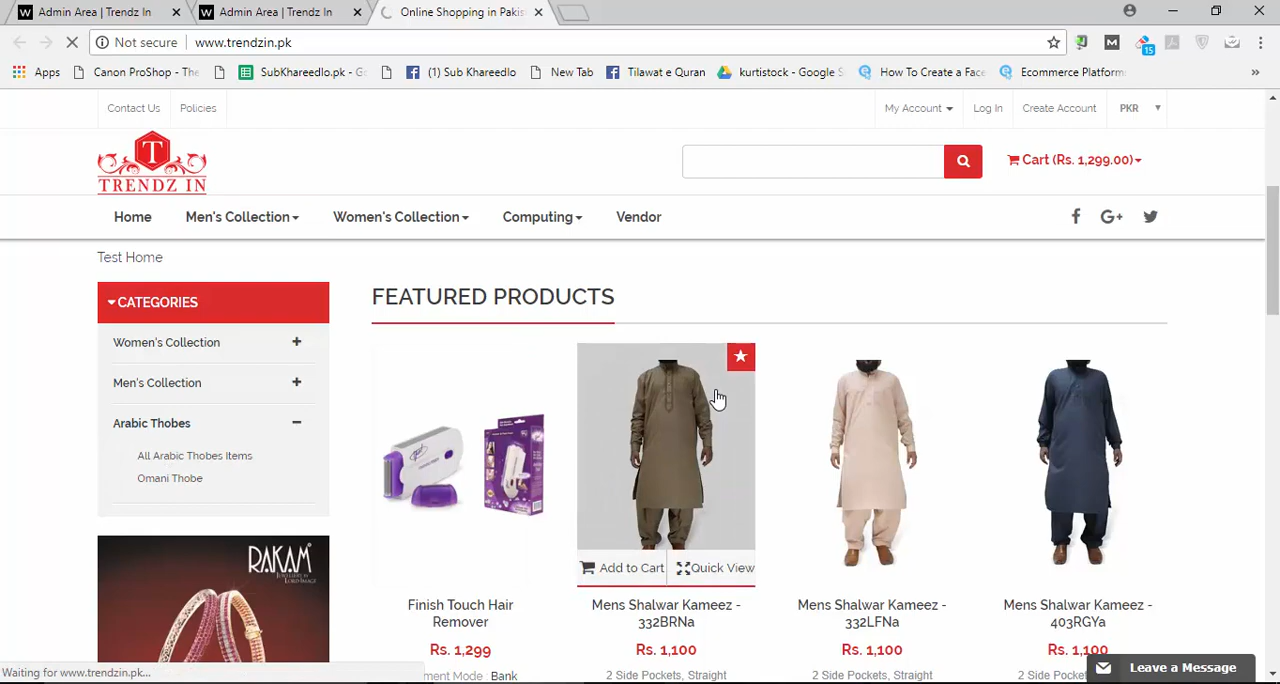 Admin Area | Trendz In
Admin Area | Trendz In
Online Shopping in Pakis
Not secure
www.trendzin.pk
15
Apps
Canon ProShop - The
SubKhareedlo.pk - Go
(1) Sub Khareedlo
New Tab
Tilawat e Quran
kurtistock - Google S
How To Create a Face
Ecommerce Platform
Contact Us
Policies
My Account
Log In
Create Account
PKR
T
TRENDZ IN
Cart (Rs. 1,299.00)
Home
Men's Collection
Women's Collection
Computing
Vendor
Test Home
CATEGORIES
Women's Collection
Men's Collection
Arabic Thobes
All Arabic Thobes Items
Omani Thobe
RAKAM
FEATURED PRODUCTS
Add to Cart
Quick View
Finish Touch Hair
Remover
Rs. 1,299
ment Mode : Bank
Mens Shalwar Kameez -
332BRNa
Rs. 1,100
2 Side Pockets, Straight
Mens Shalwar Kameez -
332LFNa
Rs. 1,100
2 Side Pockets, Straight
Mens Shalwar Kameez -
403RGYa
Rs. 1,100
2 Side Pockets, Straight
Waiting for www.trendzin.pk...
Leave a Message